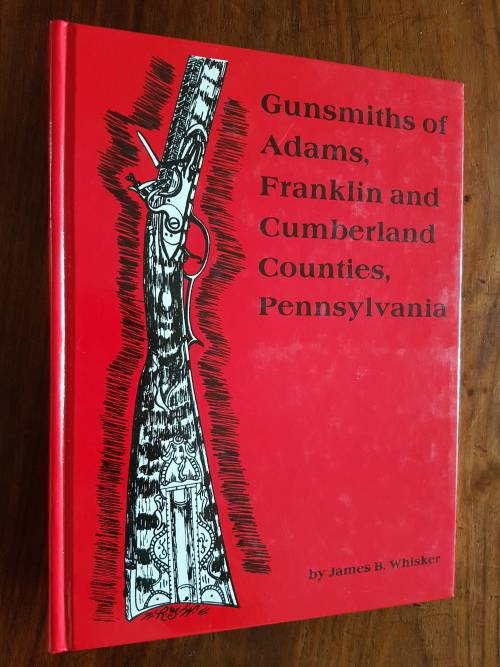 Gunsmiths of
Adams,
Franklin and
Cumberland
Counties,
Pennsylvania
by James B. Whisker